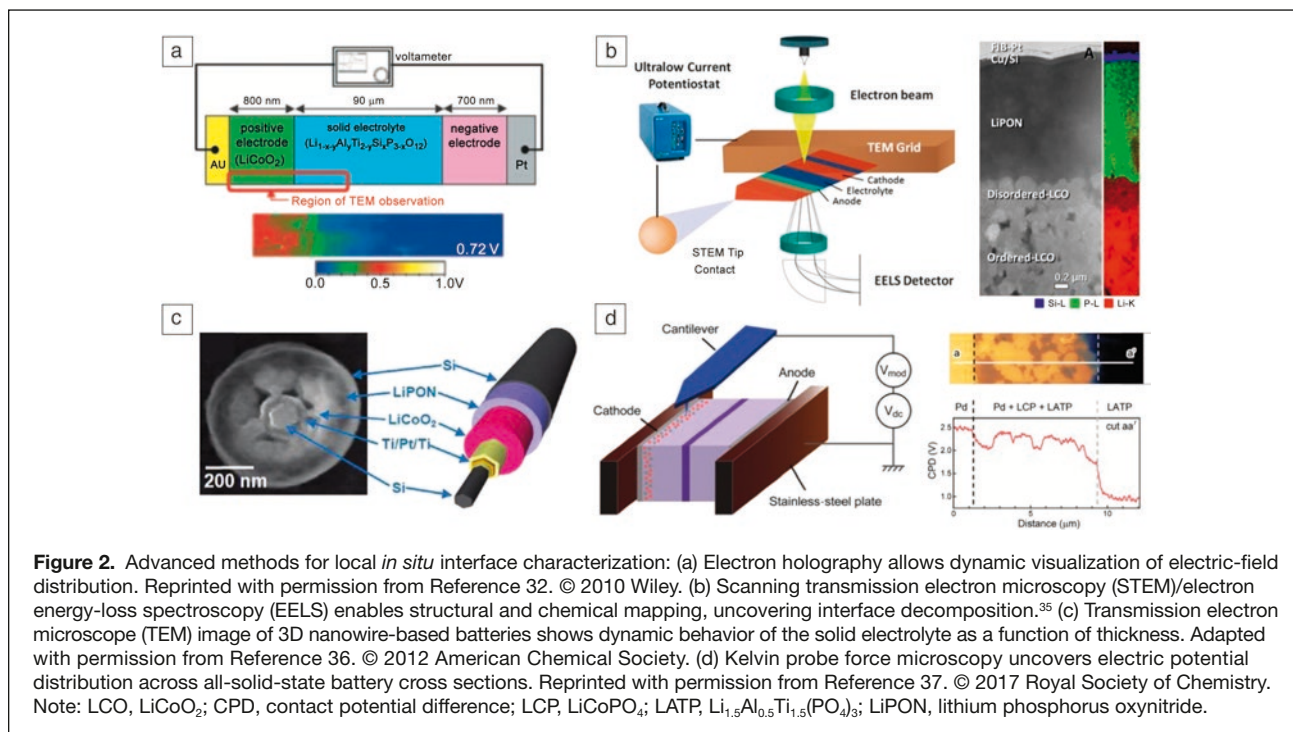 a
voltameter
800 nm
90 μm
700 nm
AU
positive
electrode
(LiCoO₂)
solid electrolyte
(Li₁₋ₓ₋yAlyTi₂₋ySiₓP₃₋ₓO₁₂)
negative
electrode
Pt
Region of TEM observation
0.72 V
0.0 0.5 1.0V
b
Ultralow Current
Potentiostat
Electron beam
TEM Grid
Cathode
Electrolyte
Anode
STEM Tip
Contact
EELS Detector
FIB-Pt
Cu/Si
A
LiPON
Disordered-LCO
Ordered-LCO
0.2 μm
Si-L P-L Li-K
c
Si
LiPON
LiCoO₂
Ti/Pt/Ti
Si
200 nm
d
Cantilever
Cathode
Anode
Vmod
Vdc
Stainless-steel plate
a
Pd Pd + LCP + LATP LATP
cut aa'
CPD (V)
2.5
2.0
1.5
1.0
0 5 10
Distance (μm)
Figure 2. Advanced methods for local in situ interface characterization: (a) Electron holography allows dynamic visualization of electric-field
distribution. Reprinted with permission from Reference 32. © 2010 Wiley. (b) Scanning transmission electron microscopy (STEM)/electron
energy-loss spectroscopy (EELS) enables structural and chemical mapping, uncovering interface decomposition.³⁵ (c) Transmission electron
microscope (TEM) image of 3D nanowire-based batteries shows dynamic behavior of the solid electrolyte as a function of thickness. Adapted
with permission from Reference 36. © 2012 American Chemical Society. (d) Kelvin probe force microscopy uncovers electric potential
distribution across all-solid-state battery cross sections. Reprinted with permission from Reference 37. © 2017 Royal Society of Chemistry.
Note: LCO, LiCoO₂; CPD, contact potential difference; LCP, LiCoPO₄; LATP, Li₁.₅Al₀.₅Ti₁.₅(PO₄)₃; LiPON, lithium phosphorus oxynitride.